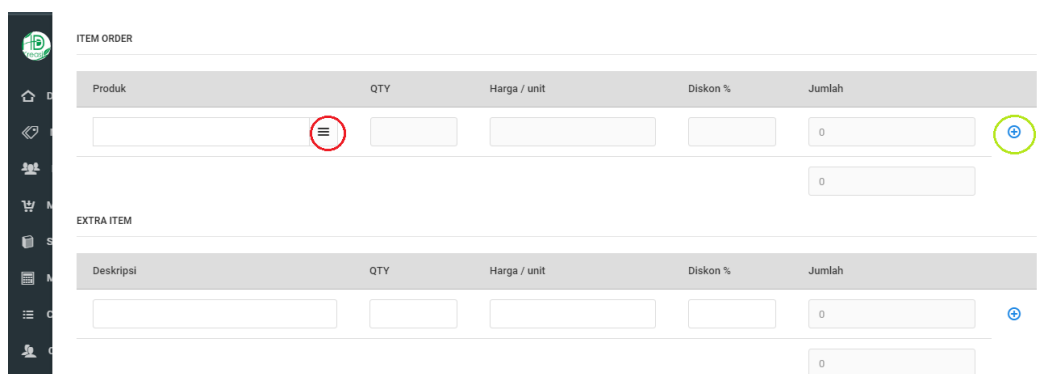 ITEM ORDER
Produk QTY Harga / unit Diskon % Jumlah
0
0
EXTRA ITEM
Deskripsi QTY Harga / unit Diskon % Jumlah
0
0
D
M
S
M
C